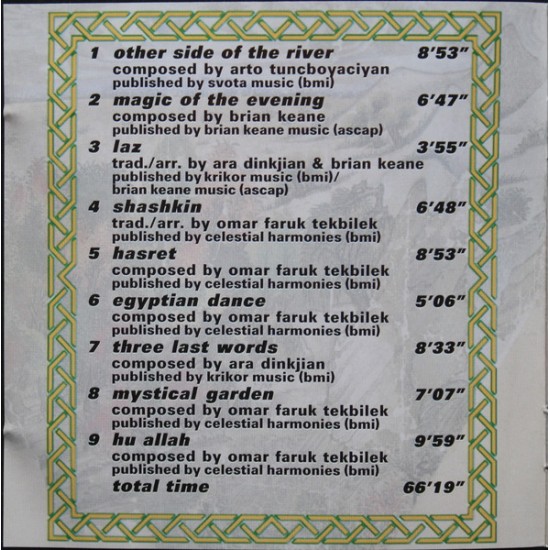 1 other side of the river 8'53"
composed by arto tuncboyaciyan
published by svota music (bmi)
2 magic of the evening 6'47"
composed by brian keane
published by brian keane music (ascap)
3 laz 3'55"
trad./arr. by ara dinkjian & brian keane
published by krikor music (bmi)/
brian keane music (ascap)
4 shashkin 6'48"
trad./arr. by omar faruk tekbilek
published by celestial harmonies (bmi)
5 hasret 8'53"
composed by omar faruk tekbilek
published by celestial harmonies (bmi)
6 egyptian dance 5'06"
composed by omar faruk tekbilek
published by celestial harmonies (bmi)
7 three last words 8'33"
composed by ara dinkjian
published by krikor music (bmi)
8 mystical garden 7'07"
composed by omar faruk tekbilek
published by celestial harmonies (bmi)
9 hu allah 9'59"
composed by omar faruk tekbilek
published by celestial harmonies (bmi)
total time 66'19"